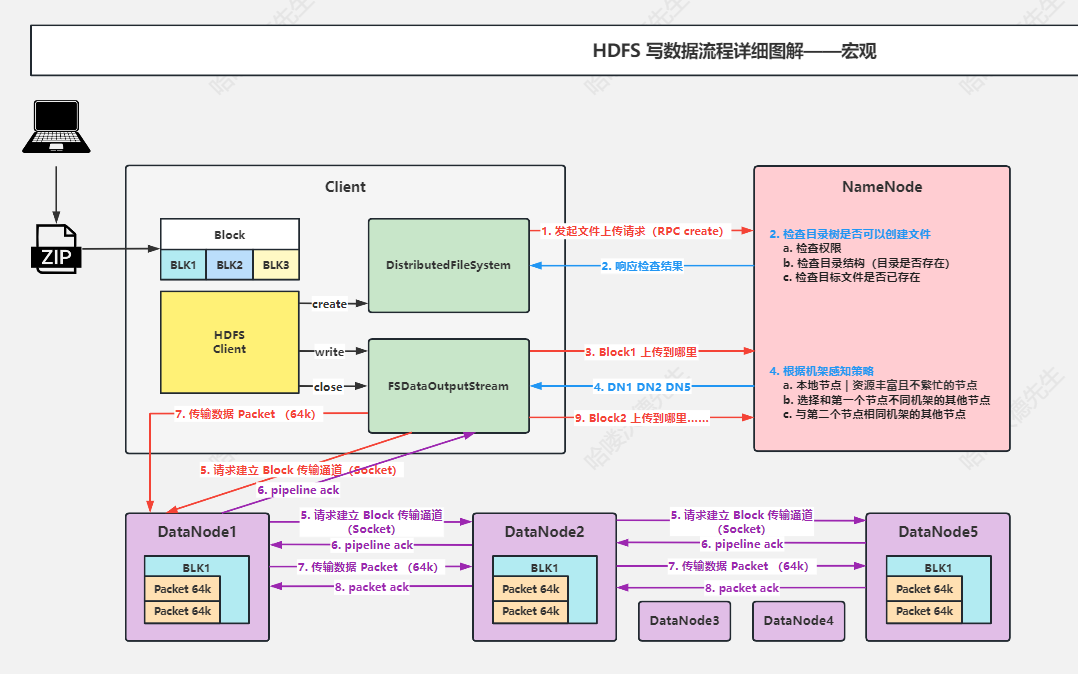 HDFS 写数据流程详细图解——宏观
ZIP
Client
Block
BLK1
BLK2
BLK3
HDFS
Client
create
write
close
DistributedFileSystem
FSDataOutputStream
1. 发起文件上传请求（RPC create）
2. 响应检查结果
3. Block1 上传到哪里
4. DN1 DN2 DN5
9. Block2 上传到哪里……
NameNode
2. 检查目录树是否可以创建文件
a. 检查权限
b. 检查目录结构（目录是否存在）
c. 检查目标文件是否已存在
4. 根据机架感知策略
a. 本地节点 | 资源丰富且不繁忙的节点
b. 选择和第一个节点不同机架的其他节点
c. 与第二个节点相同机架的其他节点
7. 传输数据 Packet （64k）
5. 请求建立 Block 传输通道（Socket）
6. pipeline ack
DataNode1
BLK1
Packet 64k
Packet 64k
5. 请求建立 Block 传输通道
（Socket）
6. pipeline ack
7. 传输数据 Packet （64k）
8. packet ack
DataNode2
BLK1
Packet 64k
Packet 64k
5. 请求建立 Block 传输通道
（Socket）
6. pipeline ack
7. 传输数据 Packet （64k）
8. packet ack
DataNode3
DataNode4
DataNode5
BLK1
Packet 64k
Packet 64k